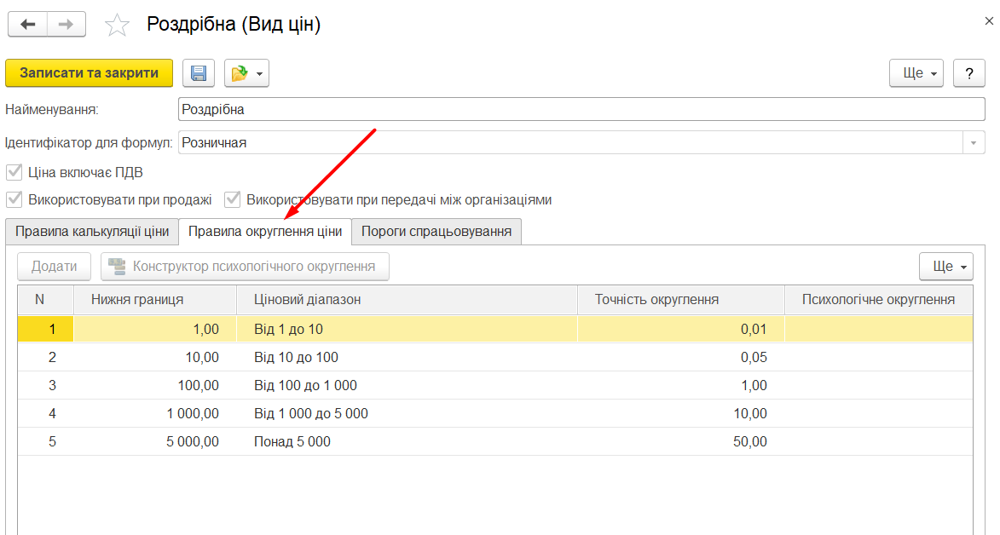 Роздрібна (Вид цін)
Записати та закрити
Ще
?
Найменування: Роздрібна
Ідентифікатор для формул: Розничная
Ціна включає ПДВ
Використовувати при продажі Використовувати при передачі між організаціями
Правила калькуляції ціни Правила округлення ціни Пороги спрацьовування
Додати Конструктор психологічного округлення Ще
N Нижня границя Ціновий діапазон Точність округлення Психологічне округлення
1 1,00 Від 1 до 10 0,01
2 10,00 Від 10 до 100 0,05
3 100,00 Від 100 до 1 000 1,00
4 1 000,00 Від 1 000 до 5 000 10,00
5 5 000,00 Понад 5 000 50,00